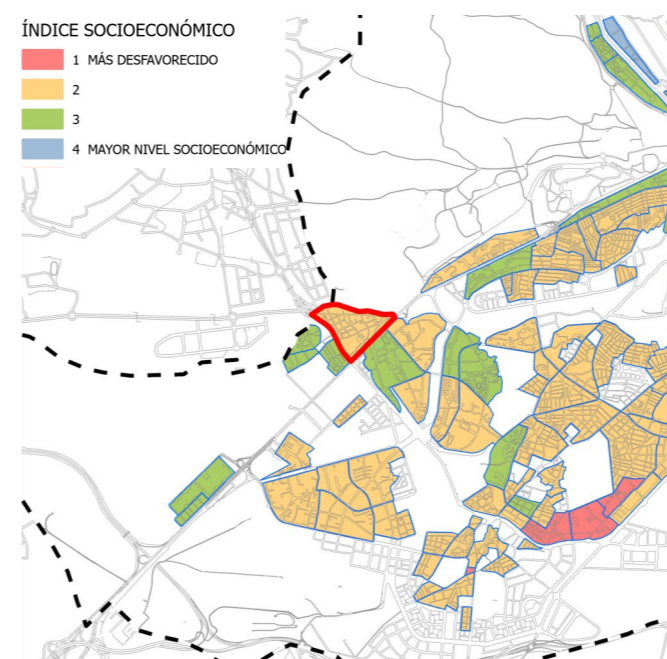 ÍNDICE SOCIOECONÓMICO
1 MÁS DESFAVORECIDO
2
3
4 MAYOR NIVEL SOCIOECONÓMICO